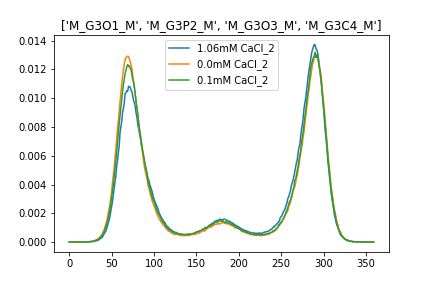 ['M_G3O1_M', 'M_G3P2_M', 'M_G3O3_M', 'M_G3C4_M']
1.06mM CaCl_2
0.0mM CaCl_2
0.1mM CaCl_2
0.014
0.012
0.010
0.008
0.006
0.004
0.002
0.000
0 50 100 150 200 250 300 350